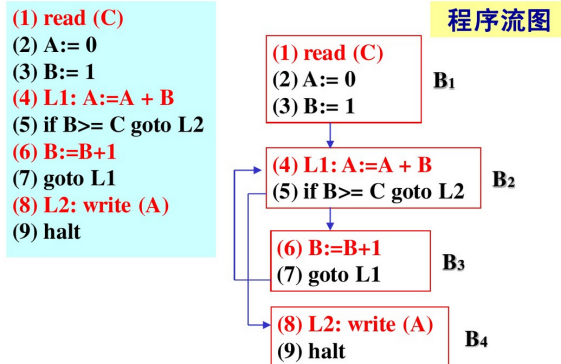 程序流图
(1) read (C)
(2) A:= 0
(3) B:= 1
(4) L1: A:=A + B
(5) if B>= C goto L2
(6) B:=B+1
(7) goto L1
(8) L2: write (A)
(9) halt
(1) read (C)
(2) A:= 0
(3) B:= 1
B1
(4) L1: A:=A + B
(5) if B>= C goto L2
B2
(6) B:=B+1
(7) goto L1
B3
(8) L2: write (A)
(9) halt
B4